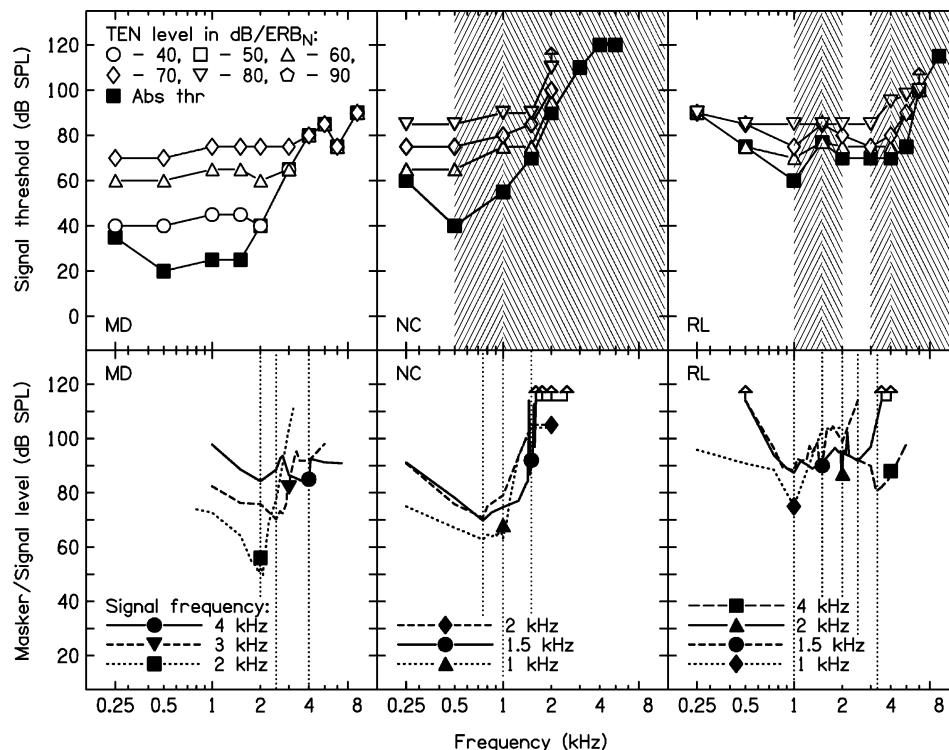 TEN level in dB/ERB_N:
– 40, – 50, – 60,
– 70, – 80, – 90
Abs thr
Signal threshold (dB SPL)
120
100
80
60
40
20
0
MD
NC
RL
MD
NC
RL
Masker/Signal level (dB SPL)
120
100
80
60
40
20
Signal frequency:
4 kHz
3 kHz
2 kHz
2 kHz
1.5 kHz
1 kHz
4 kHz
2 kHz
1.5 kHz
1 kHz
0.25 0.5 1 2 4 8
0.25 0.5 1 2 4 8
0.25 0.5 1 2 4 8
Frequency (kHz)